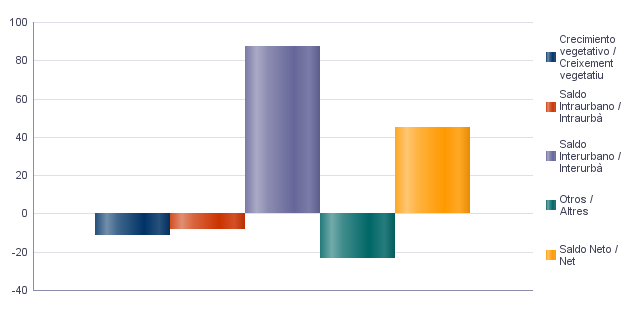 100
80
60
40
20
0
-20
-40
Crecimiento
vegetativo /
Creixement
vegetatiu
Saldo
Intraurbano /
Intraurbà
Saldo
Interurbano /
Interurbà
Otros /
Altres
Saldo Neto /
Net